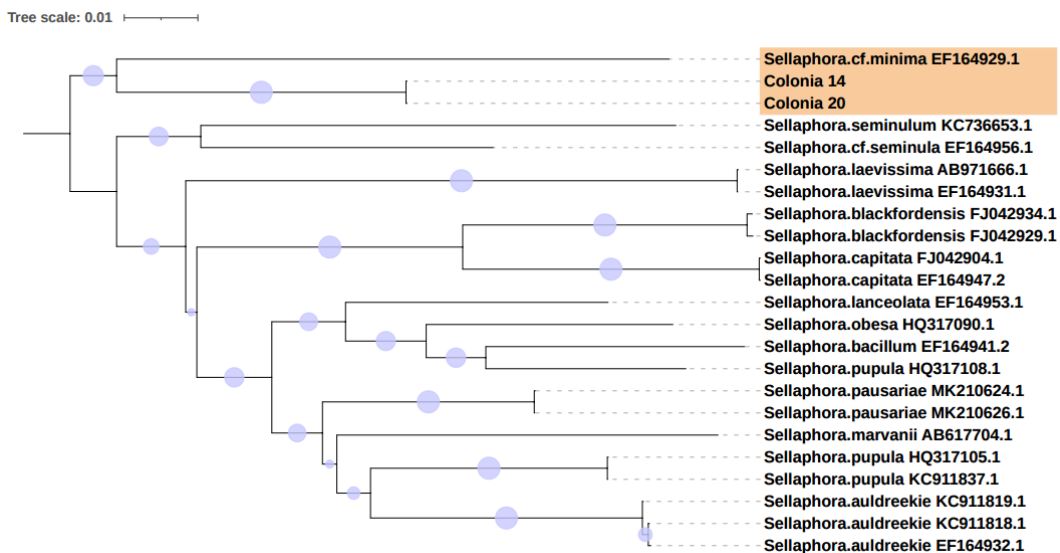 Tree scale: 0.01
Sellaphora.cf.minima EF164929.1
Colonia 14
Colonia 20
Sellaphora.seminulum KC736653.1
Sellaphora.cf.seminula EF164956.1
Sellaphora.laevissima AB971666.1
Sellaphora.laevissima EF164931.1
Sellaphora.blackfordensis FJ042934.1
Sellaphora.blackfordensis FJ042929.1
Sellaphora.capitata FJ042904.1
Sellaphora.capitata EF164947.2
Sellaphora.lanceolata EF164953.1
Sellaphora.obesa HQ317090.1
Sellaphora.bacillum EF164941.2
Sellaphora.pupula HQ317108.1
Sellaphora.pausariae MK210624.1
Sellaphora.pausariae MK210626.1
Sellaphora.marvanii AB617704.1
Sellaphora.pupula HQ317105.1
Sellaphora.pupula KC911837.1
Sellaphora.auldreekie KC911819.1
Sellaphora.auldreekie KC911818.1
Sellaphora.auldreekie EF164932.1